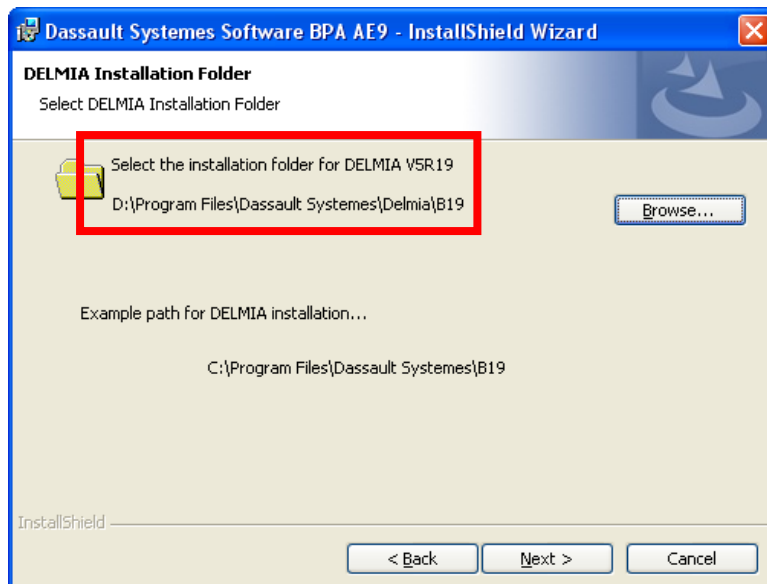 Dassault Systemes Software BPA AE9 - InstallShield Wizard
DELMIA Installation Folder
Select DELMIA Installation Folder
Select the installation folder for DELMIA V5R19
D:\Program Files\Dassault Systemes\Delmia\B19
Browse...
Example path for DELMIA installation...
C:\Program Files\Dassault Systemes\B19
InstallShield
< Back
Next >
Cancel